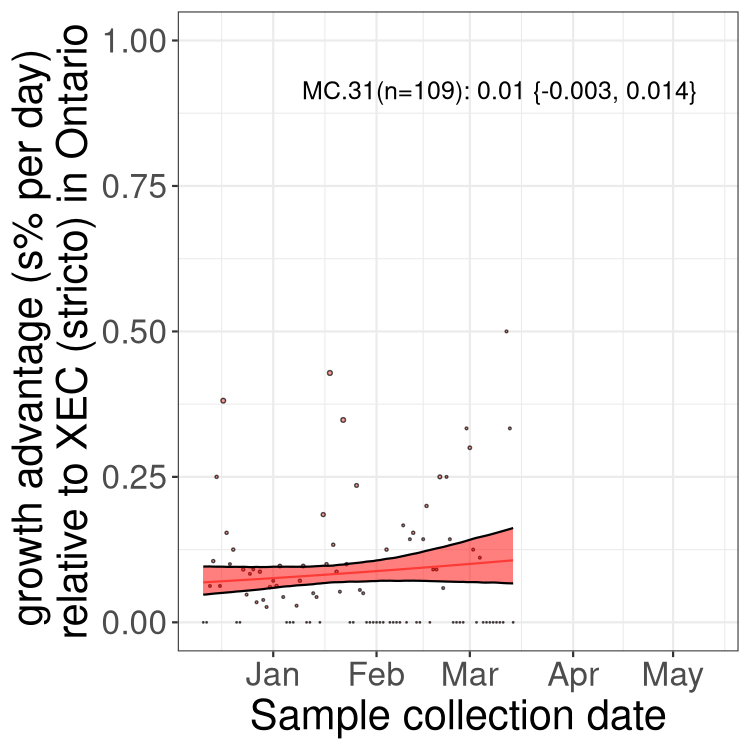 growth advantage (s% per day)
relative to XEC (stricto) in Ontario
1.00
0.75
0.50
0.25
0.00
MC.31(n=109): 0.01 {-0.003, 0.014}
Jan Feb Mar Apr May
Sample collection date